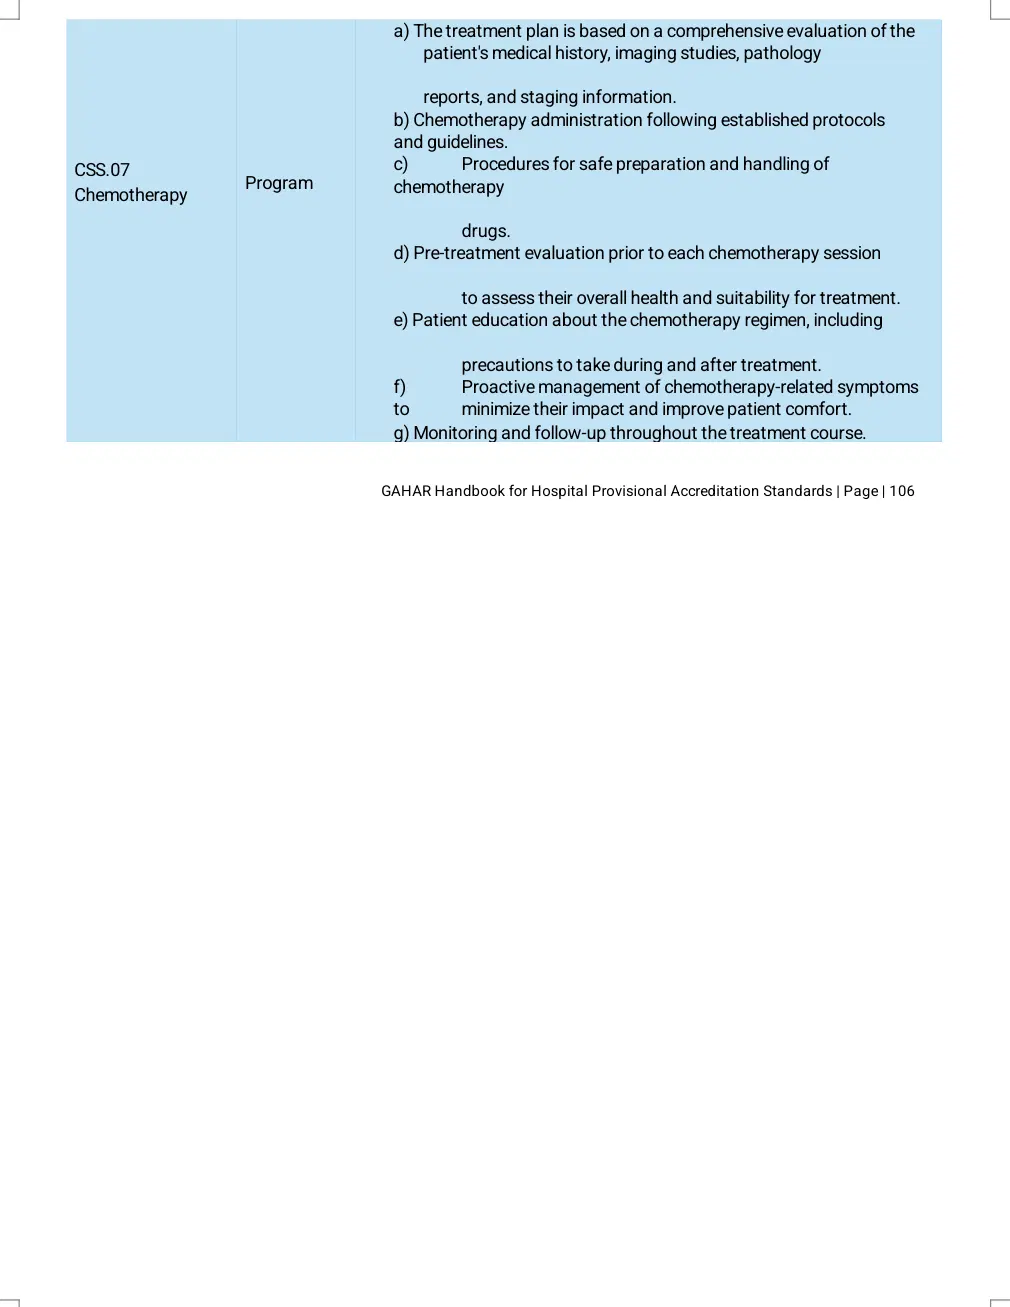 CSS.07
Chemotherapy
Program
a) The treatment plan is based on a comprehensive evaluation of the
patient's medical history, imaging studies, pathology
reports, and staging information.
b) Chemotherapy administration following established protocols
and guidelines.
c) Procedures for safe preparation and handling of
chemotherapy
drugs.
d) Pre-treatment evaluation prior to each chemotherapy session
to assess their overall health and suitability for treatment.
e) Patient education about the chemotherapy regimen, including
precautions to take during and after treatment.
f) Proactive management of chemotherapy-related symptoms
to minimize their impact and improve patient comfort.
g) Monitoring and follow-up throughout the treatment course.
GAHAR Handbook for Hospital Provisional Accreditation Standards | Page | 106